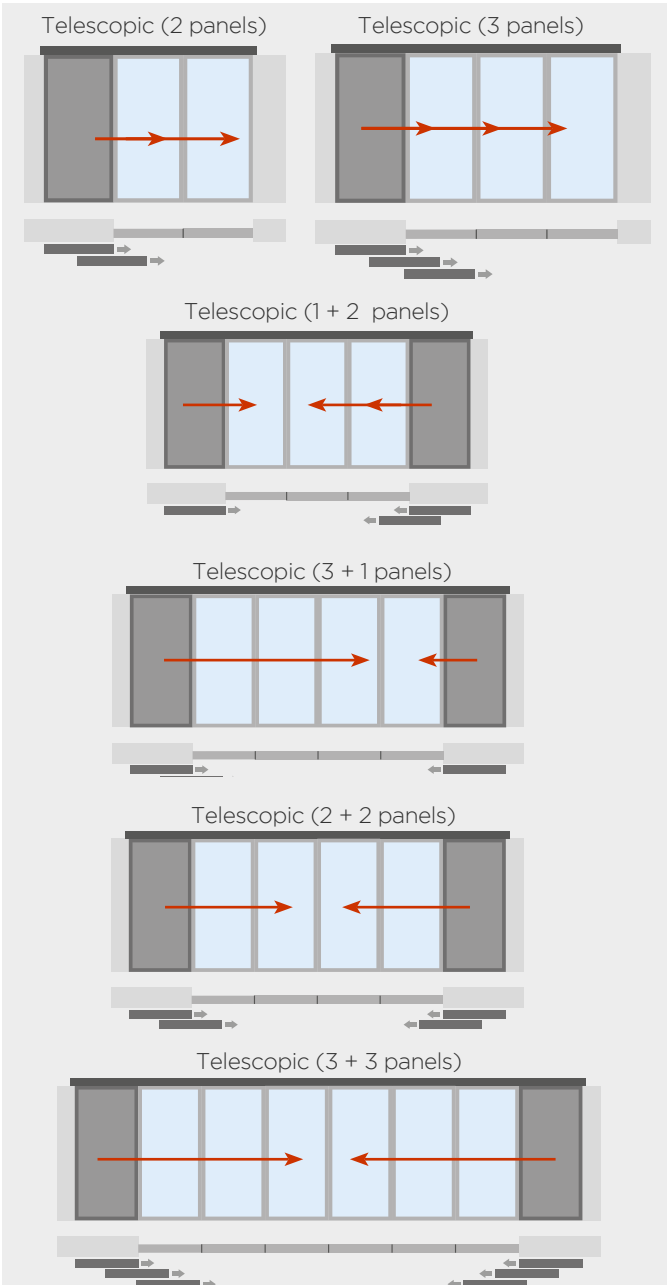 Telescopic (2 panels)
Telescopic (3 panels)
Telescopic (1 + 2 panels)
Telescopic (3 + 1 panels)
Telescopic (2 + 2 panels)
Telescopic (3 + 3 panels)